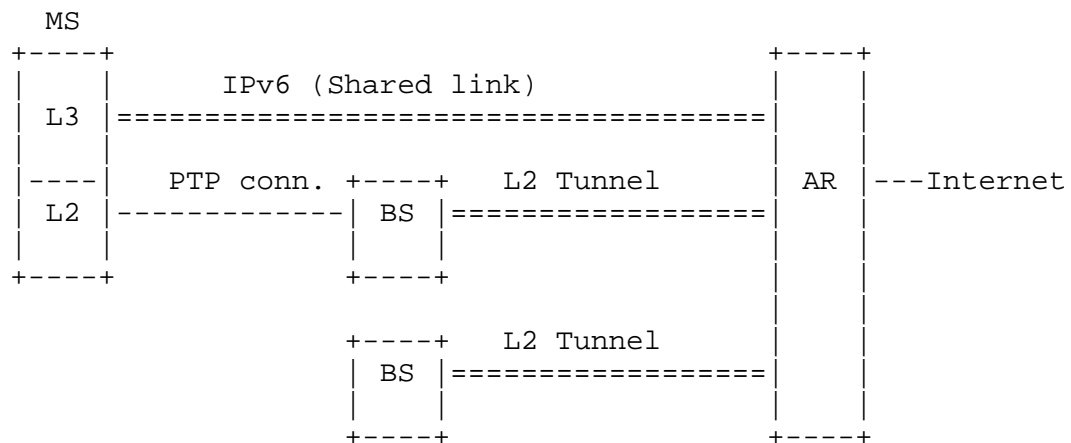 MS
IPv6 (Shared link)
L3
PTP conn. L2 Tunnel AR Internet
L2 BS
L2 Tunnel
BS